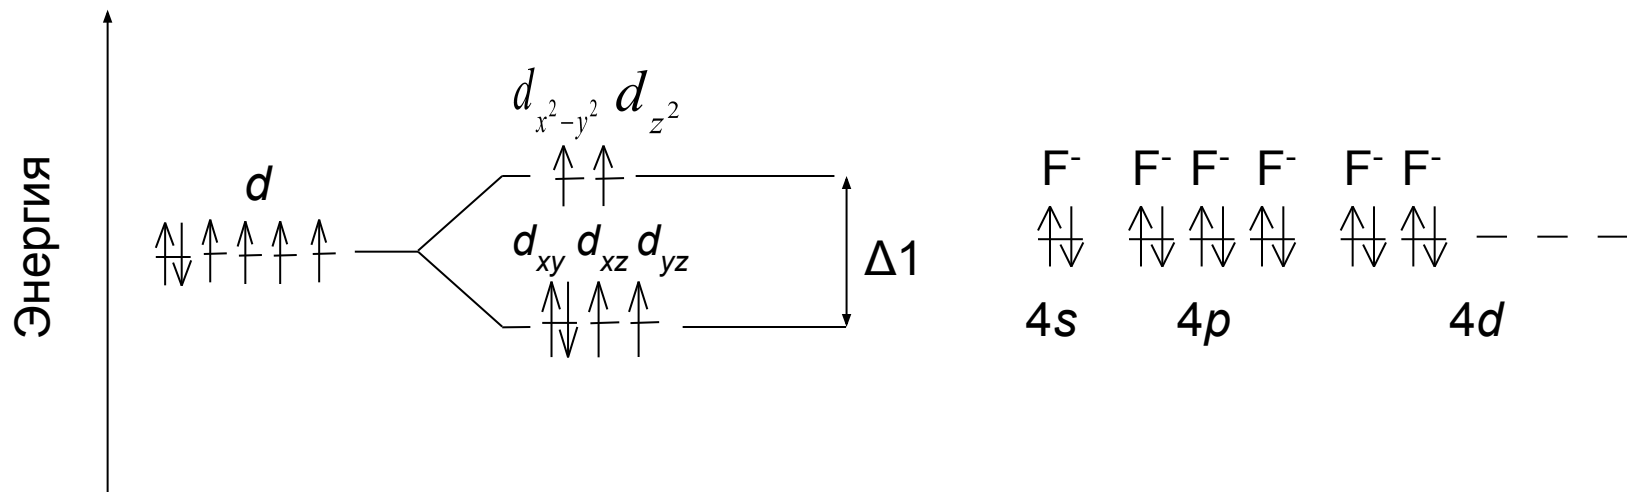 Энергия
d
d_{x²–y²} d_{z²}
d_{xy} d_{xz} d_{yz}
Δ1
F⁻ F⁻ F⁻ F⁻ F⁻ F⁻
4s 4p 4d